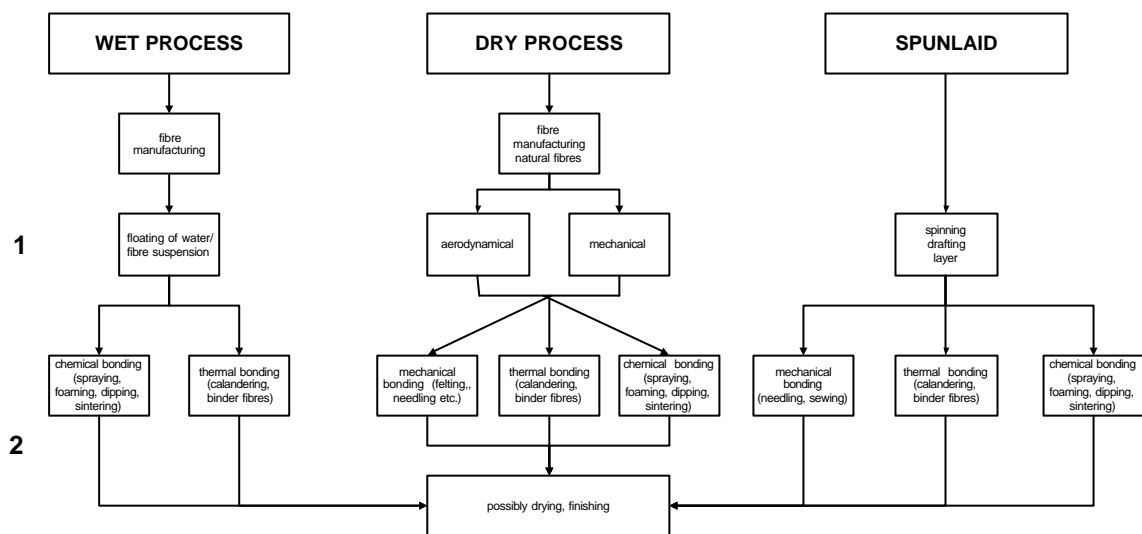 WET PROCESS
DRY PROCESS
SPUNLAID
fibre
manufacturing
fibre
manufacturing
natural fibres
1
floating of water/
fibre suspension
aerodynamical
mechanical
spinning
drafting
layer
chemical bonding
(spraying,
foaming, dipping,
sintering)
thermal bonding
(calandering,
binder fibres)
mechanical
bonding (felting,,
needling etc.)
thermal bonding
(calandering,
binder fibres)
chemical bonding
(spraying,
foaming, dipping,
sintering)
mechanical
bonding
(needling, sewing)
thermal bonding
(calandering,
binder fibres)
chemical bonding
(spraying,
foaming, dipping,
sintering)
2
possibly drying, finishing